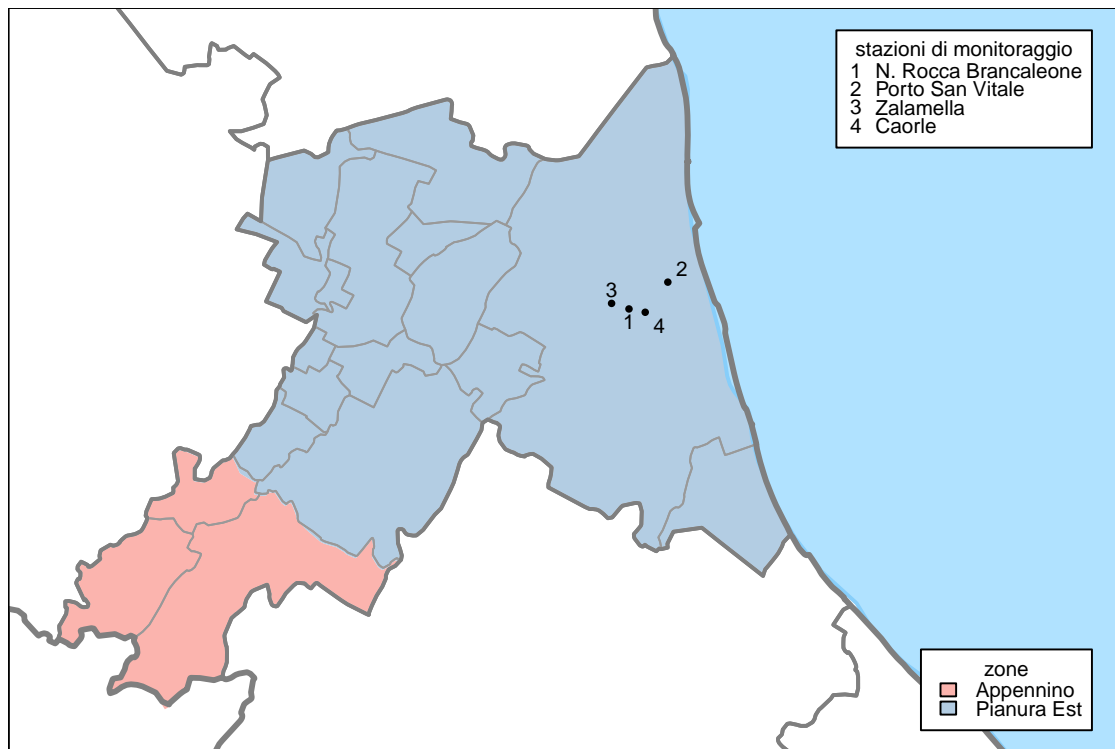 stazioni di monitoraggio
1 N. Rocca Brancaleone
2 Porto San Vitale
3 Zalamella
4 Caorle
2
3
1
4
zone
Appennino
Pianura Est